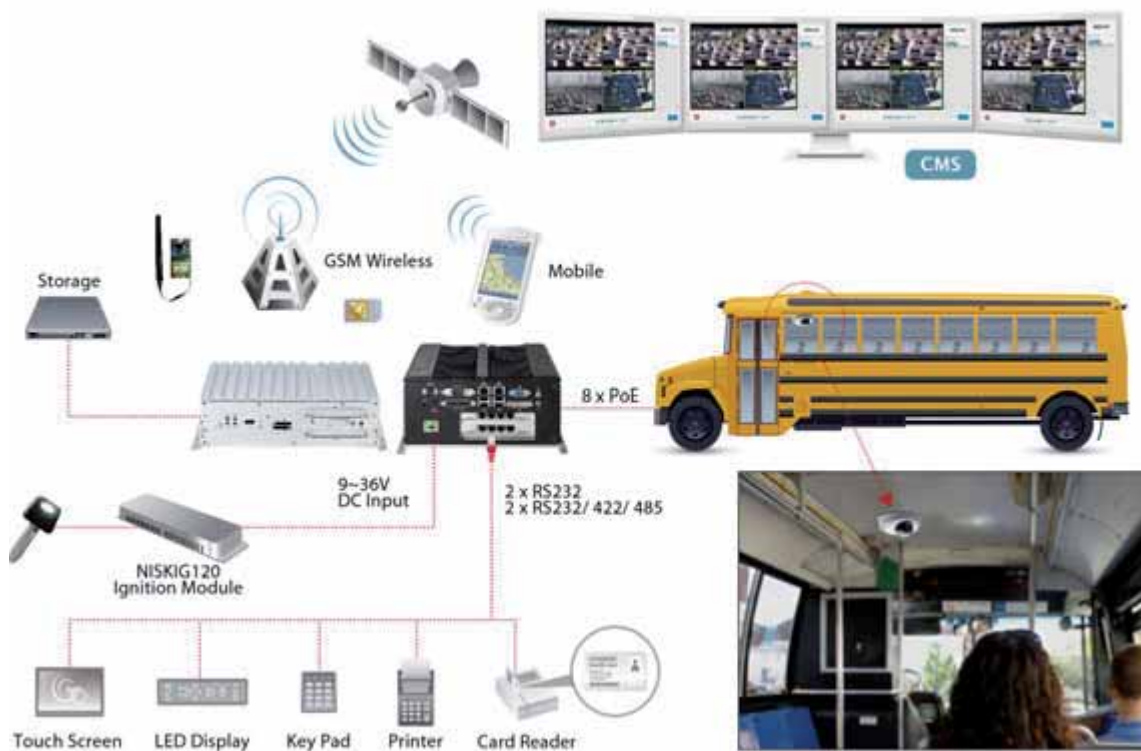 CMS
GSM Wireless
Mobile
Storage
8 x PoE
9~36V
DC Input
2 x RS232
2 x RS232/ 422/ 485
NISKIG120
Ignition Module
Touch Screen
LED Display
Key Pad
Printer
Card Reader